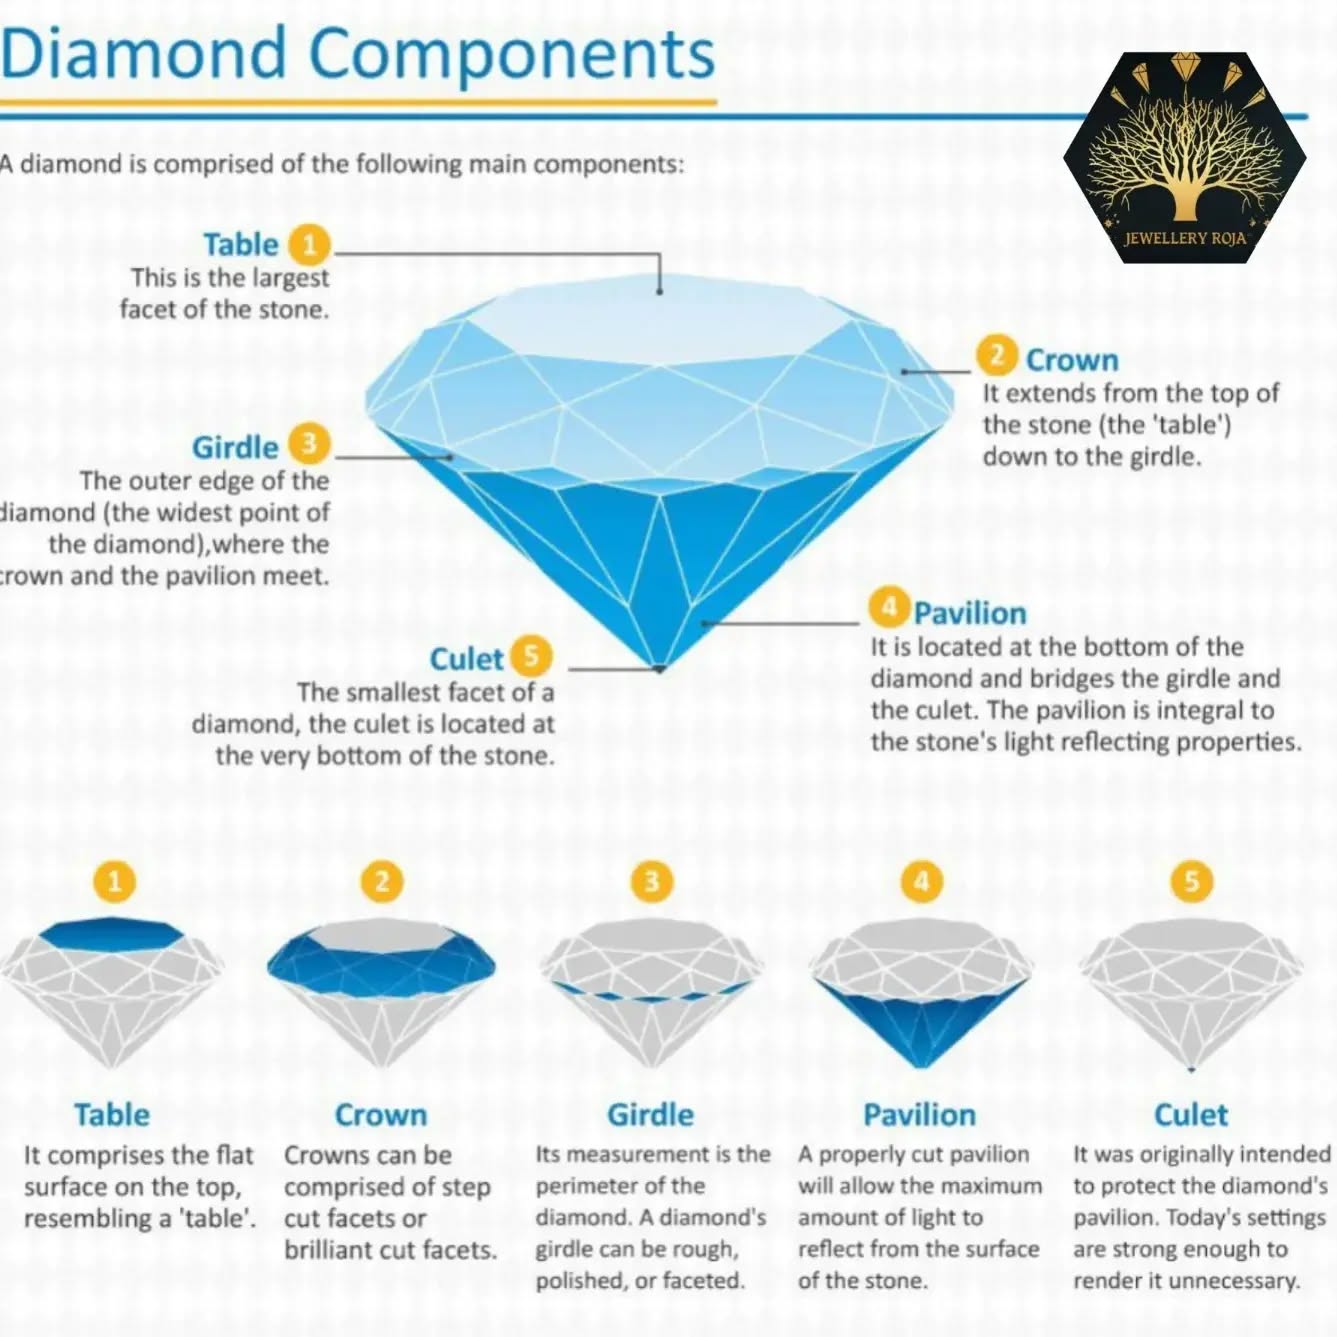 Diamond Components
JEWELLERY ROJA
A diamond is comprised of the following main components:
Table 1
This is the largest
facet of the stone.
2 Crown
It extends from the top of
the stone (the 'table')
down to the girdle.
Girdle 3
The outer edge of the
diamond (the widest point of
the diamond),where the
crown and the pavilion meet.
4 Pavilion
It is located at the bottom of the
diamond and bridges the girdle and
the culet. The pavilion is integral to
the stone's light reflecting properties.
Culet 5
The smallest facet of a
diamond, the culet is located at
the very bottom of the stone.
1
Table
It comprises the flat
surface on the top,
resembling a 'table'.
2
Crown
Crowns can be
comprised of step
cut facets or
brilliant cut facets.
3
Girdle
Its measurement is the
perimeter of the
diamond. A diamond's
girdle can be rough,
polished, or faceted.
4
Pavilion
A properly cut pavilion
will allow the maximum
amount of light to
reflect from the surface
of the stone.
5
Culet
It was originally intended
to protect the diamond's
pavilion. Today's settings
are strong enough to
render it unnecessary.